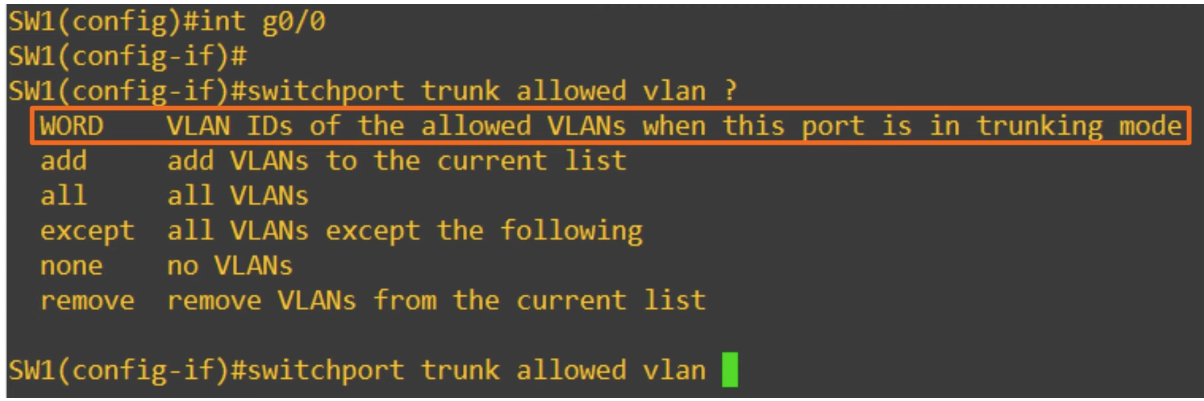 SW1(config)#int g0/0
SW1(config-if)#
SW1(config-if)#switchport trunk allowed vlan ?
WORD VLAN IDs of the allowed VLANs when this port is in trunking mode
add add VLANs to the current list
all all VLANs
except all VLANs except the following
none no VLANs
remove remove VLANs from the current list
SW1(config-if)#switchport trunk allowed vlan